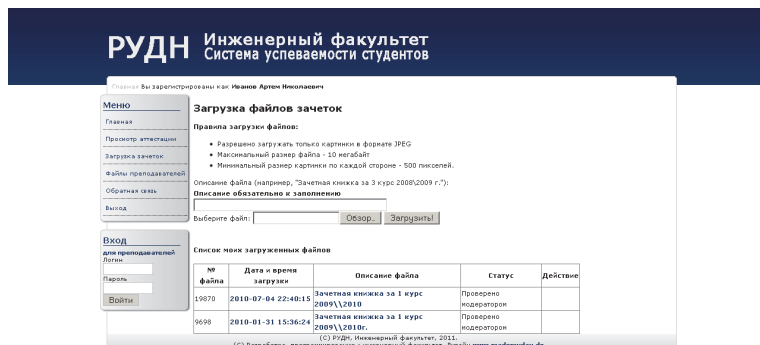 РУДН Инженерный факультет
Система успеваемости студентов
Главная Вы зарегистрированы как Иванов Артем Николаевич
Меню
Главная
Просмотр аттестации
Загрузка зачеток
Файлы преподавателей
Обратная связь
Выход
Вход
для преподавателей
Логин
Пароль
Войти
Загрузка файлов зачеток
Правила загрузки файлов:
Разрешено загружать только картинки в формате JPEG
Максимальный размер файла - 10 мегабайт
Минимальный размер картинки по каждой стороне - 500 пикселей.
Описание файла (например, "Зачетная книжка за 3 курс 2008\2009 г."):
Описание обязательно к заполнению
Выберите файл: Обзор.. Загрузить!
Список моих загруженных файлов
№ файла Дата и время загрузки Описание файла Статус Действие
19870 2010-07-04 22:40:15 Зачетная книжка за 1 курс 2009\\2010 Проверено модератором
9698 2010-01-31 15:36:24 Зачетная книжка за 1 курс 2009\\2010г. Проверено модератором
(C) РУДН, Инженерный факультет, 2011.